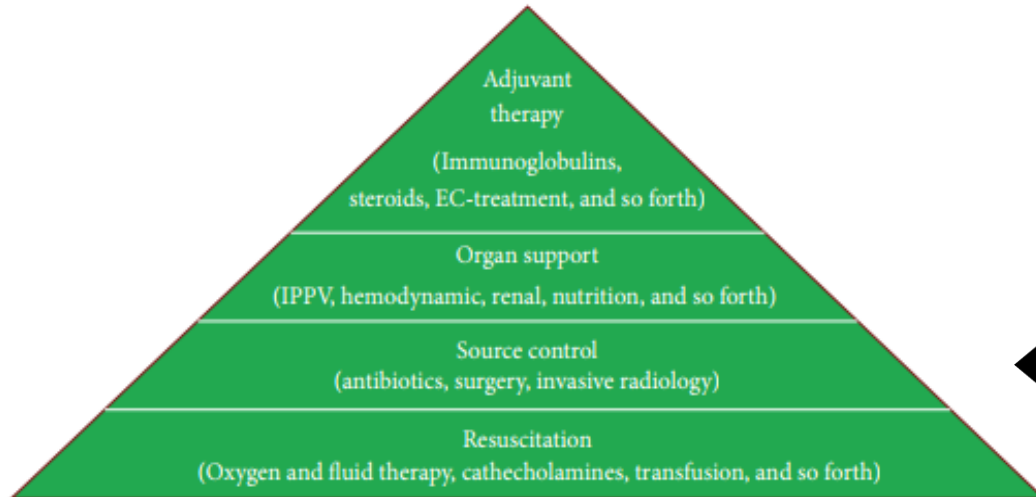 Adjuvant
therapy
(Immunoglobulins,
steroids, EC-treatment, and so forth)
Organ support
(IPPV, hemodynamic, renal, nutrition, and so forth)
Source control
(antibiotics, surgery, invasive radiology)
Resuscitation
(Oxygen and fluid therapy, cathecholamines, transfusion, and so forth)